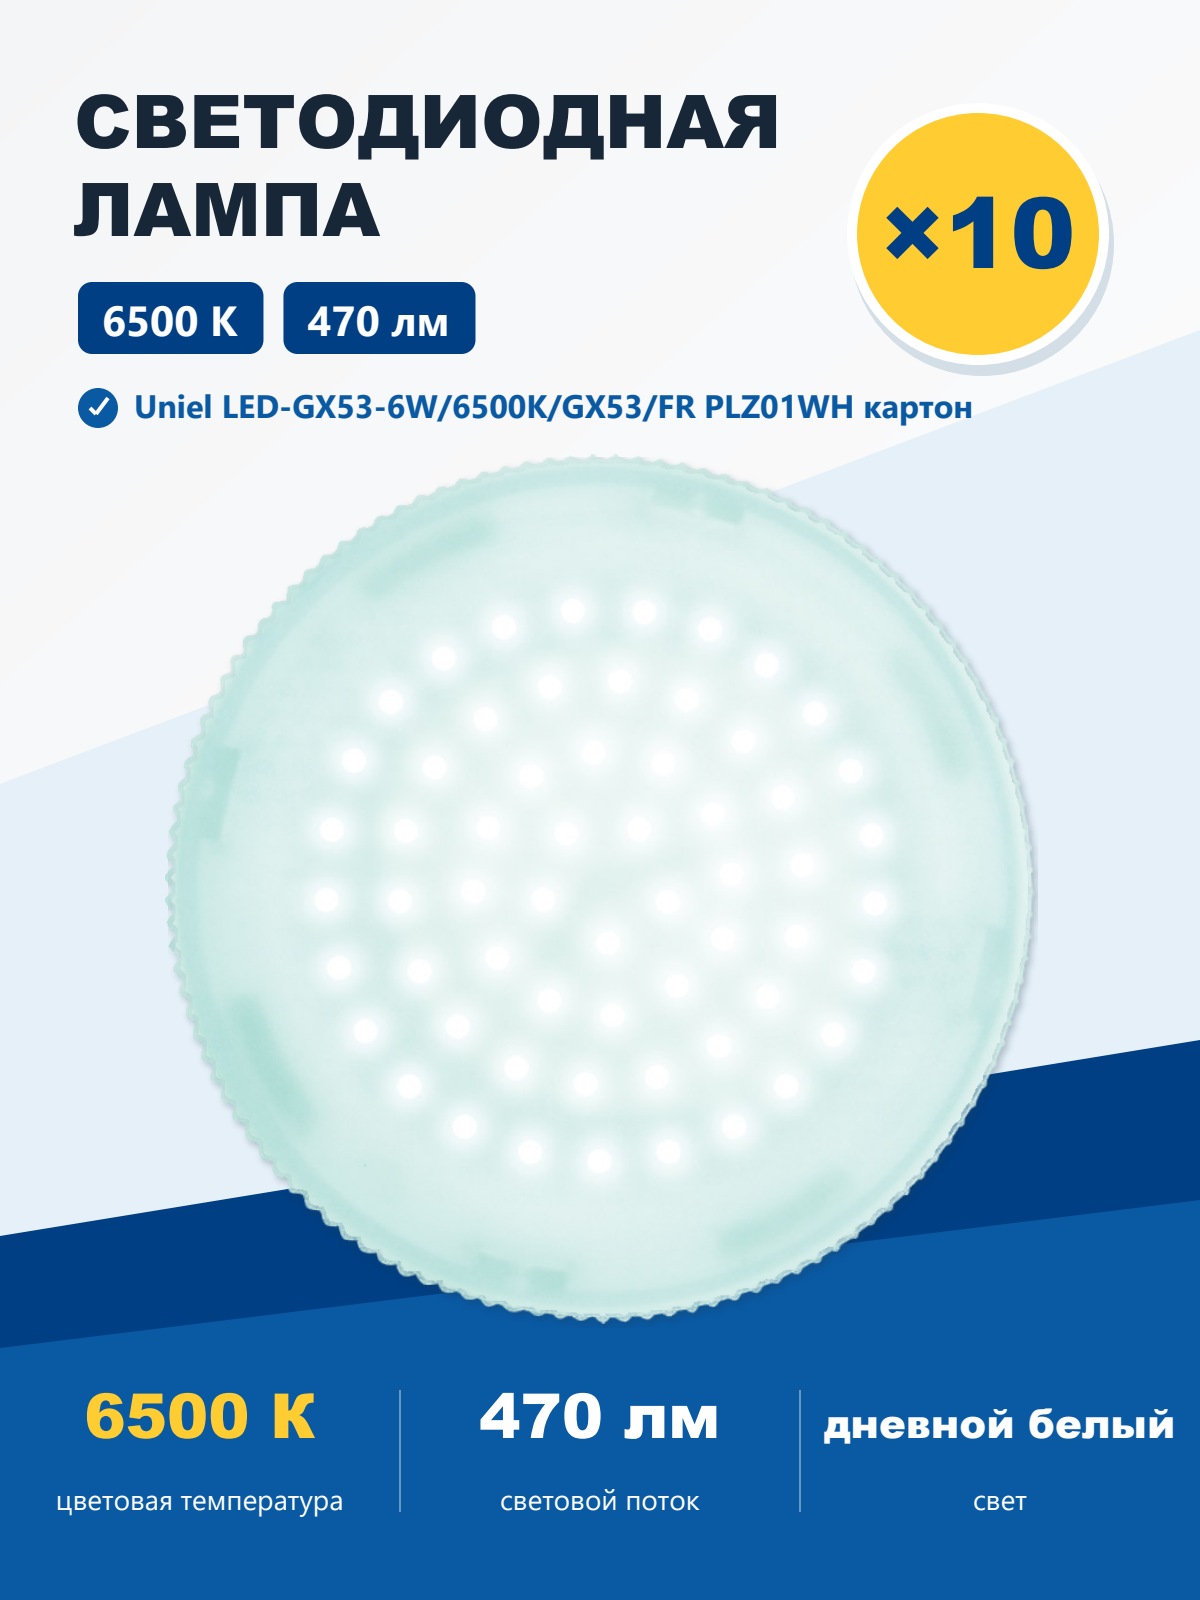 СВЕТОДИОДНАЯ
ЛАМПА
×10
6500 К
470 лм
Uniel LED-GX53-6W/6500K/GX53/FR PLZ01WH картон
6500 К
470 лм
дневной белый
цветовая температура
световой поток
свет